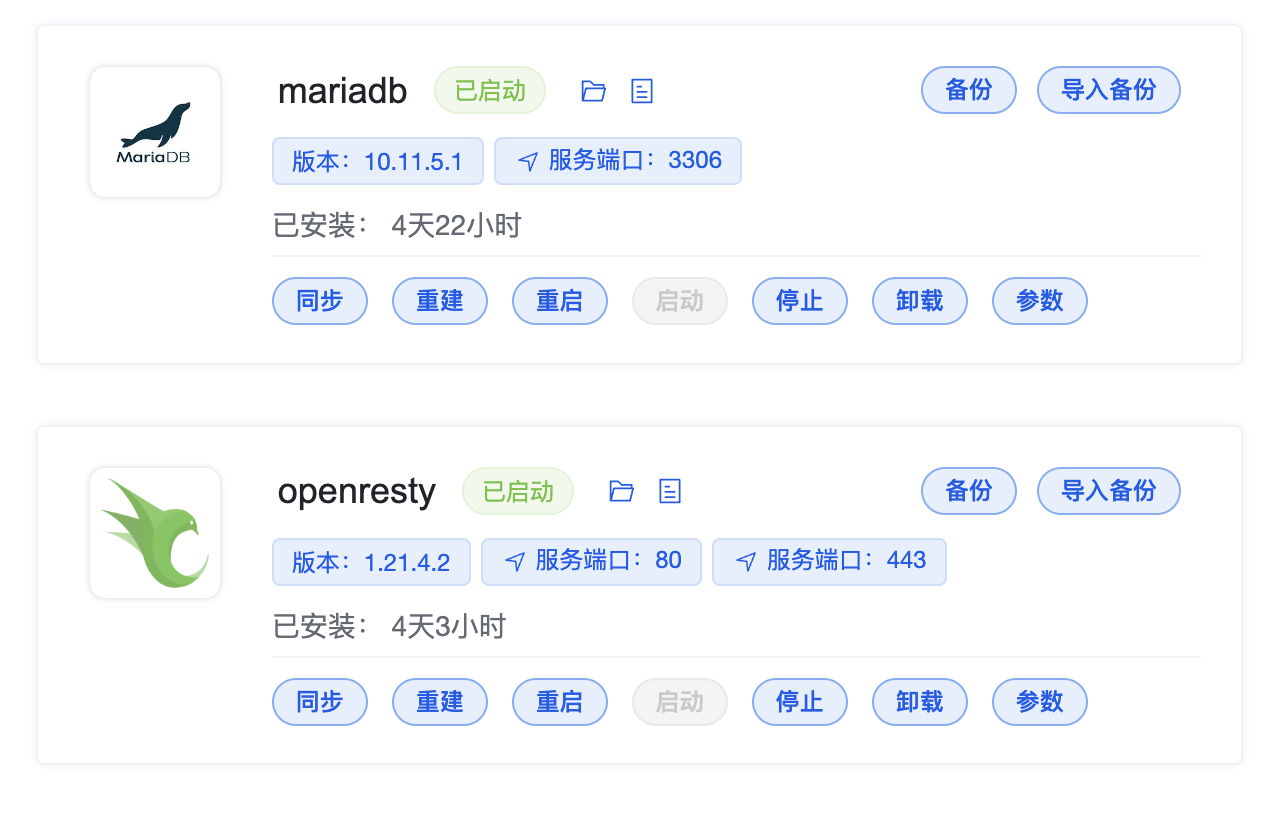 mariadb 已启动 备份 导入备份
MariaDB
版本：10.11.5.1 服务端口：3306
已安装： 4天22小时
同步 重建 重启 启动 停止 卸载 参数
openresty 已启动 备份 导入备份
版本：1.21.4.2 服务端口：80 服务端口：443
已安装： 4天3小时
同步 重建 重启 启动 停止 卸载 参数